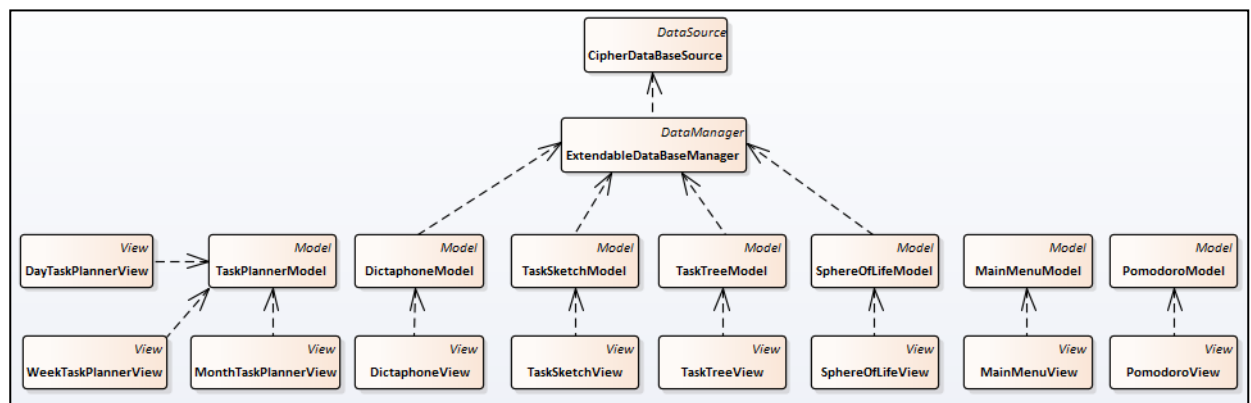 DataSource
CipherDataBaseSource
DataManager
ExtendableDataBaseManager
View
DayTaskPlannerView
Model
TaskPlannerModel
Model
DictaphoneModel
Model
TaskSketchModel
Model
TaskTreeModel
Model
SphereOfLifeModel
Model
MainMenuModel
Model
PomodoroModel
View
WeekTaskPlannerView
View
MonthTaskPlannerView
View
DictaphoneView
View
TaskSketchView
View
TaskTreeView
View
SphereOfLifeView
View
MainMenuView
View
PomodoroView